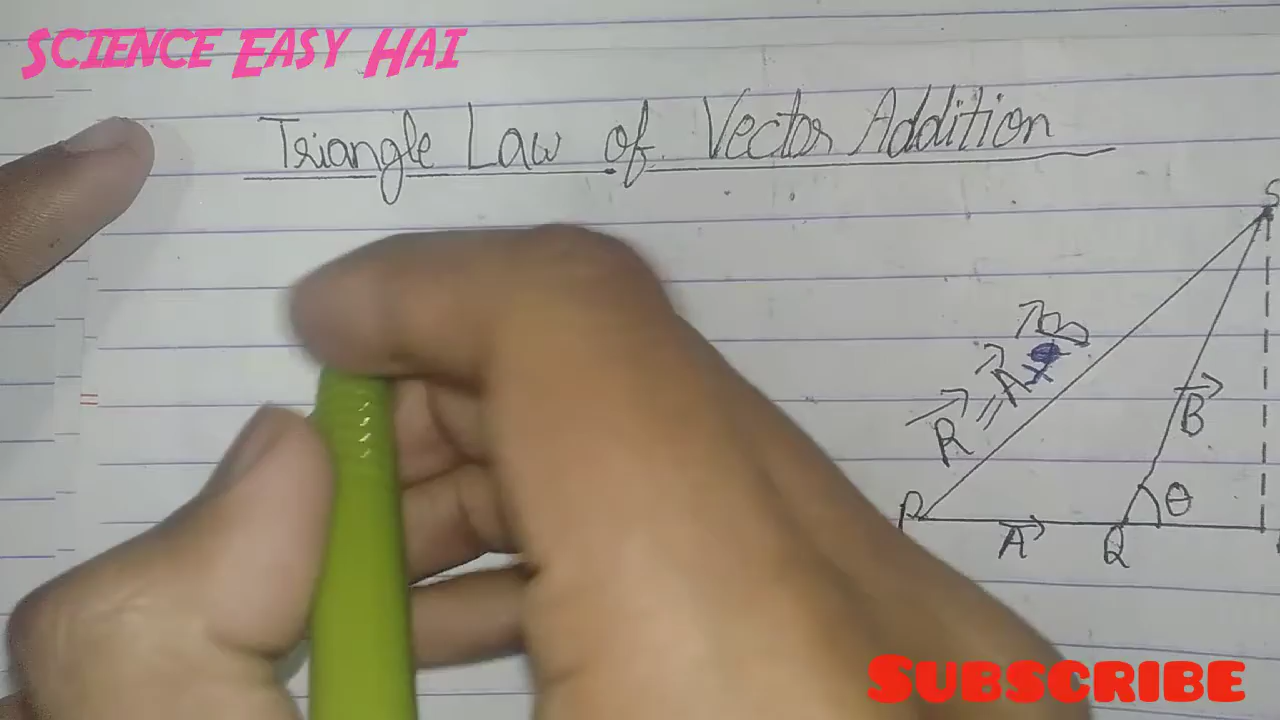 SCIENCE EASY HAI
Triangle Law of Vector Addition
S
R = A + B
B
P
θ
A
Q
SUBSCRIBE